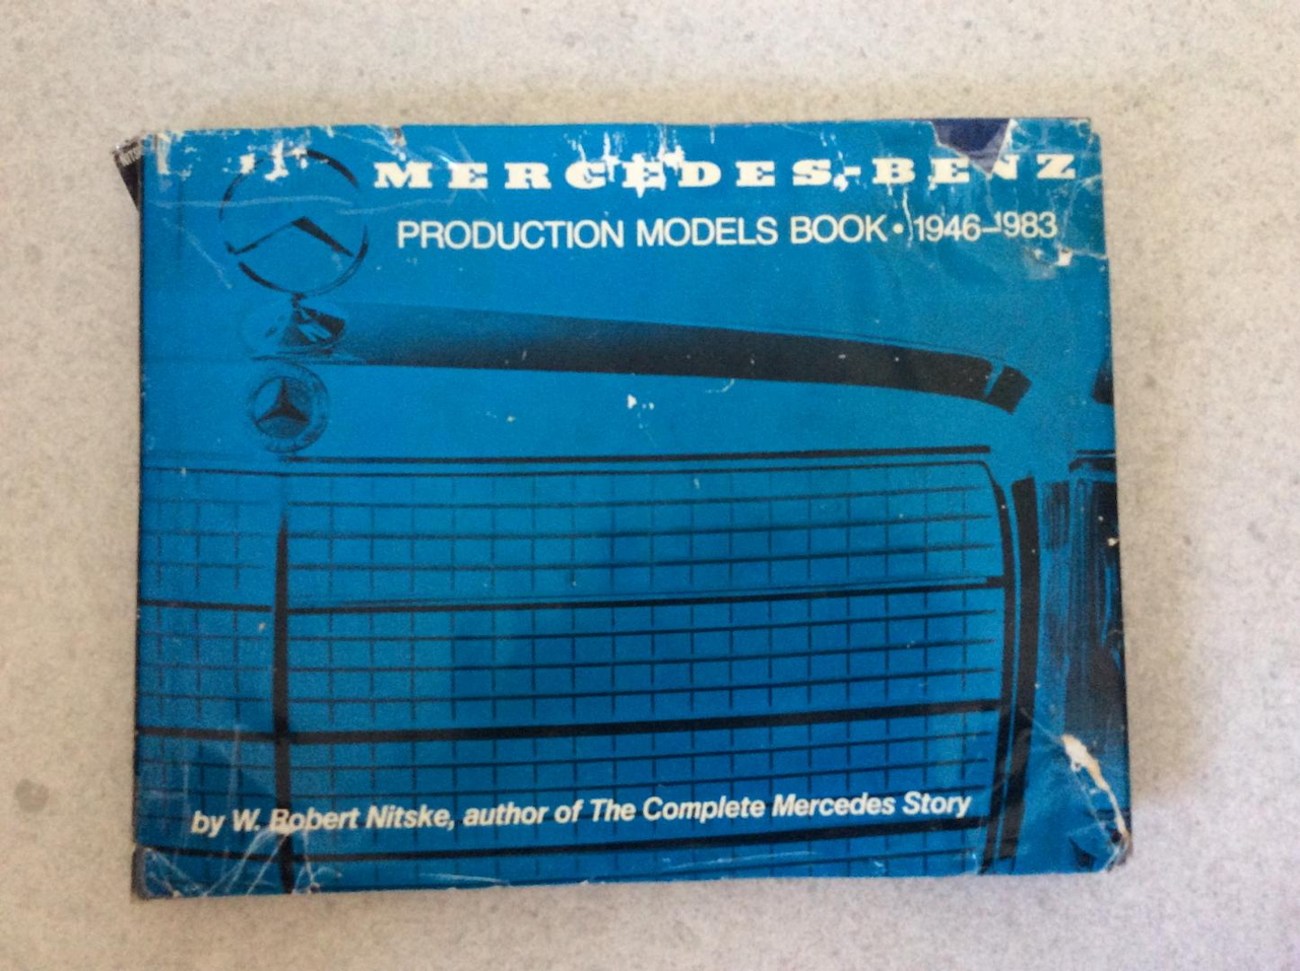 MERCEDES-BENZ
PRODUCTION MODELS BOOK • 1946–1983
by W. Robert Nitske, author of The Complete Mercedes Story